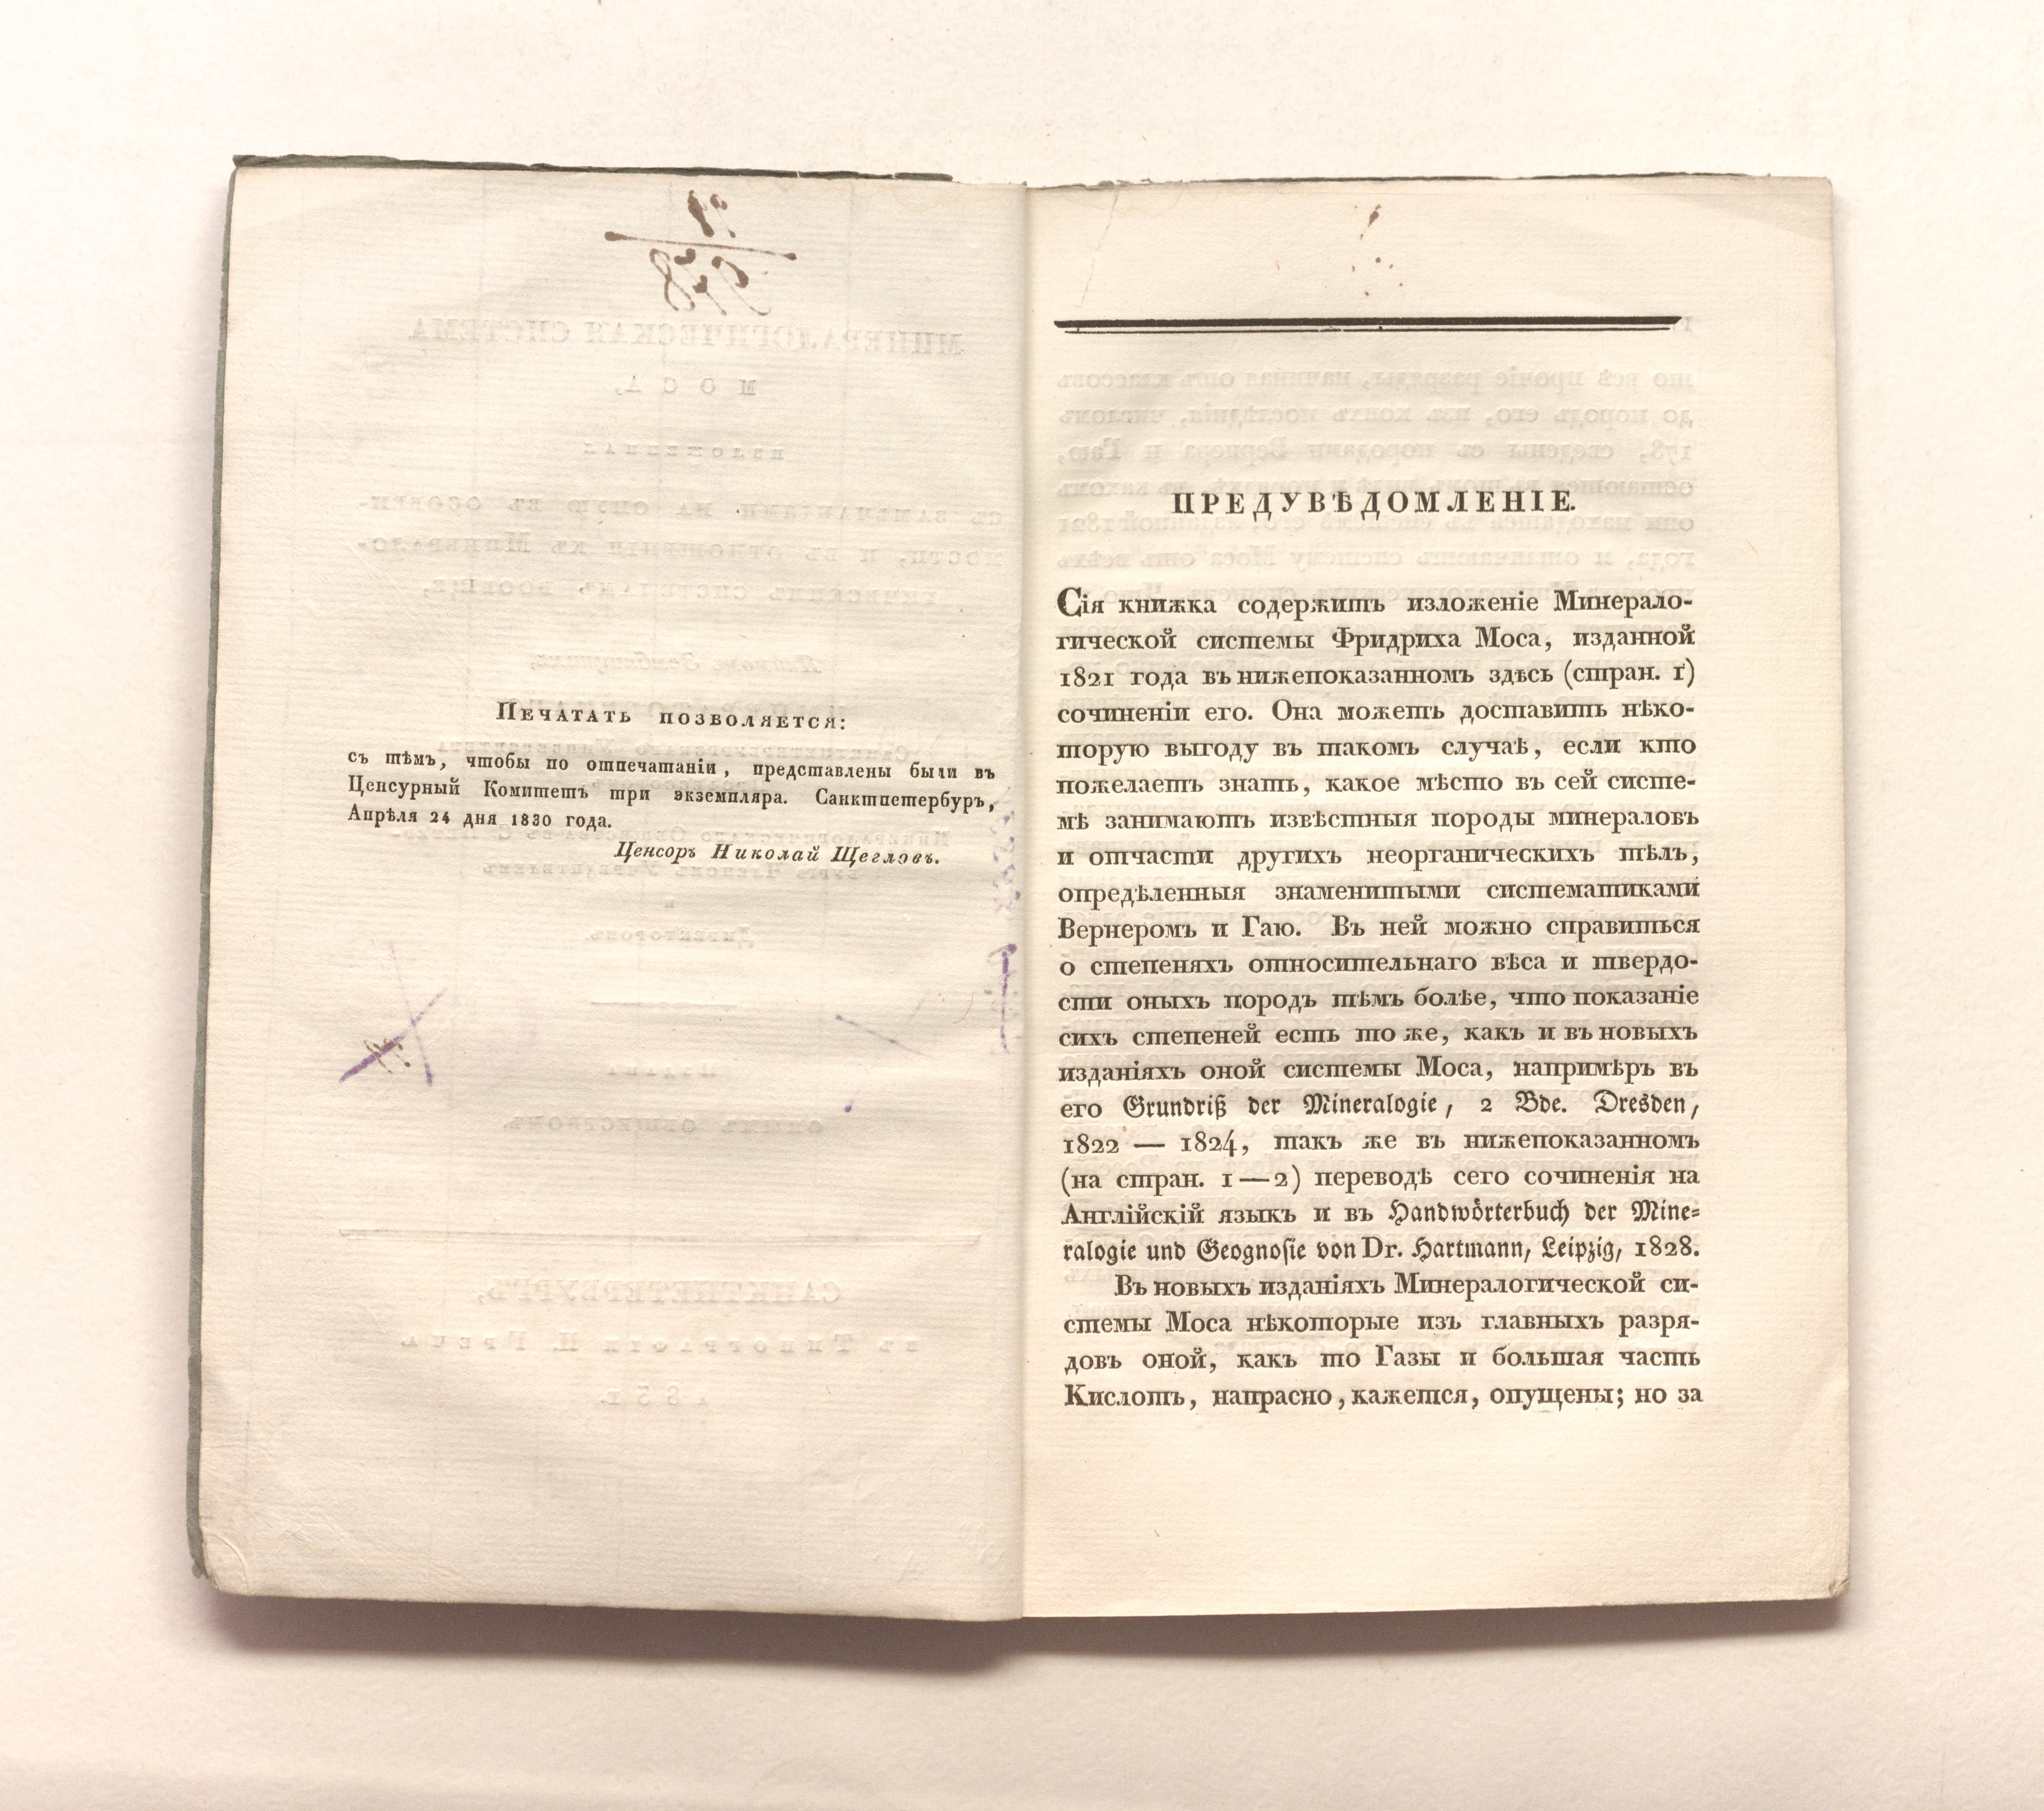 Печатать позволяется:
съ тѣмъ, чтобы по отпечатаніи, представлены были въ
Ценсурный Комитетъ три экземпляра. Санктпетербургъ,
Апрѣля 24 дня 1830 года.
Ценсоръ Николай Щегловъ.
ПРЕДУВѢДОМЛЕНІЕ.
Сія книжка содержитъ изложеніе Минерало-
гической системы Фридриха Моса, изданной
1821 года въ нижепоказанномъ здѣсь (стран. 1)
сочиненіи его. Она можетъ доставить нѣко-
торую выгоду въ такомъ случаѣ, если кто
пожелаетъ знать, какое мѣсто въ сей систе-
мѣ занимаютъ извѣстныя породы минераловъ
и отчасти другихъ неорганическихъ тѣлъ,
опредѣленныя знаменитыми систематиками
Вернеромъ и Гаю. Въ ней можно справиться
о степеняхъ относительнаго вѣса и твердо-
сти оныхъ породъ тѣмъ болѣе, что показаніе
сихъ степеней есть то же, какъ и въ новыхъ
изданіяхъ оной системы Моса, напримѣръ въ
его Grundriß der Mineralogie, 2 Bde. Dresden,
1822 — 1824, такъ же въ нижепоказанномъ
(на стран. 1—2) переводѣ сего сочиненія на
Англійскій языкъ и въ Handwörterbuch der Mine-
ralogie und Geognosie von Dr. Hartmann, Leipzig, 1828.
Въ новыхъ изданіяхъ Минералогической си-
стемы Моса нѣкоторые изъ главныхъ разря-
довъ оной, какъ то Газы и большая часть
Кислотъ, напрасно, кажется, опущены; но за